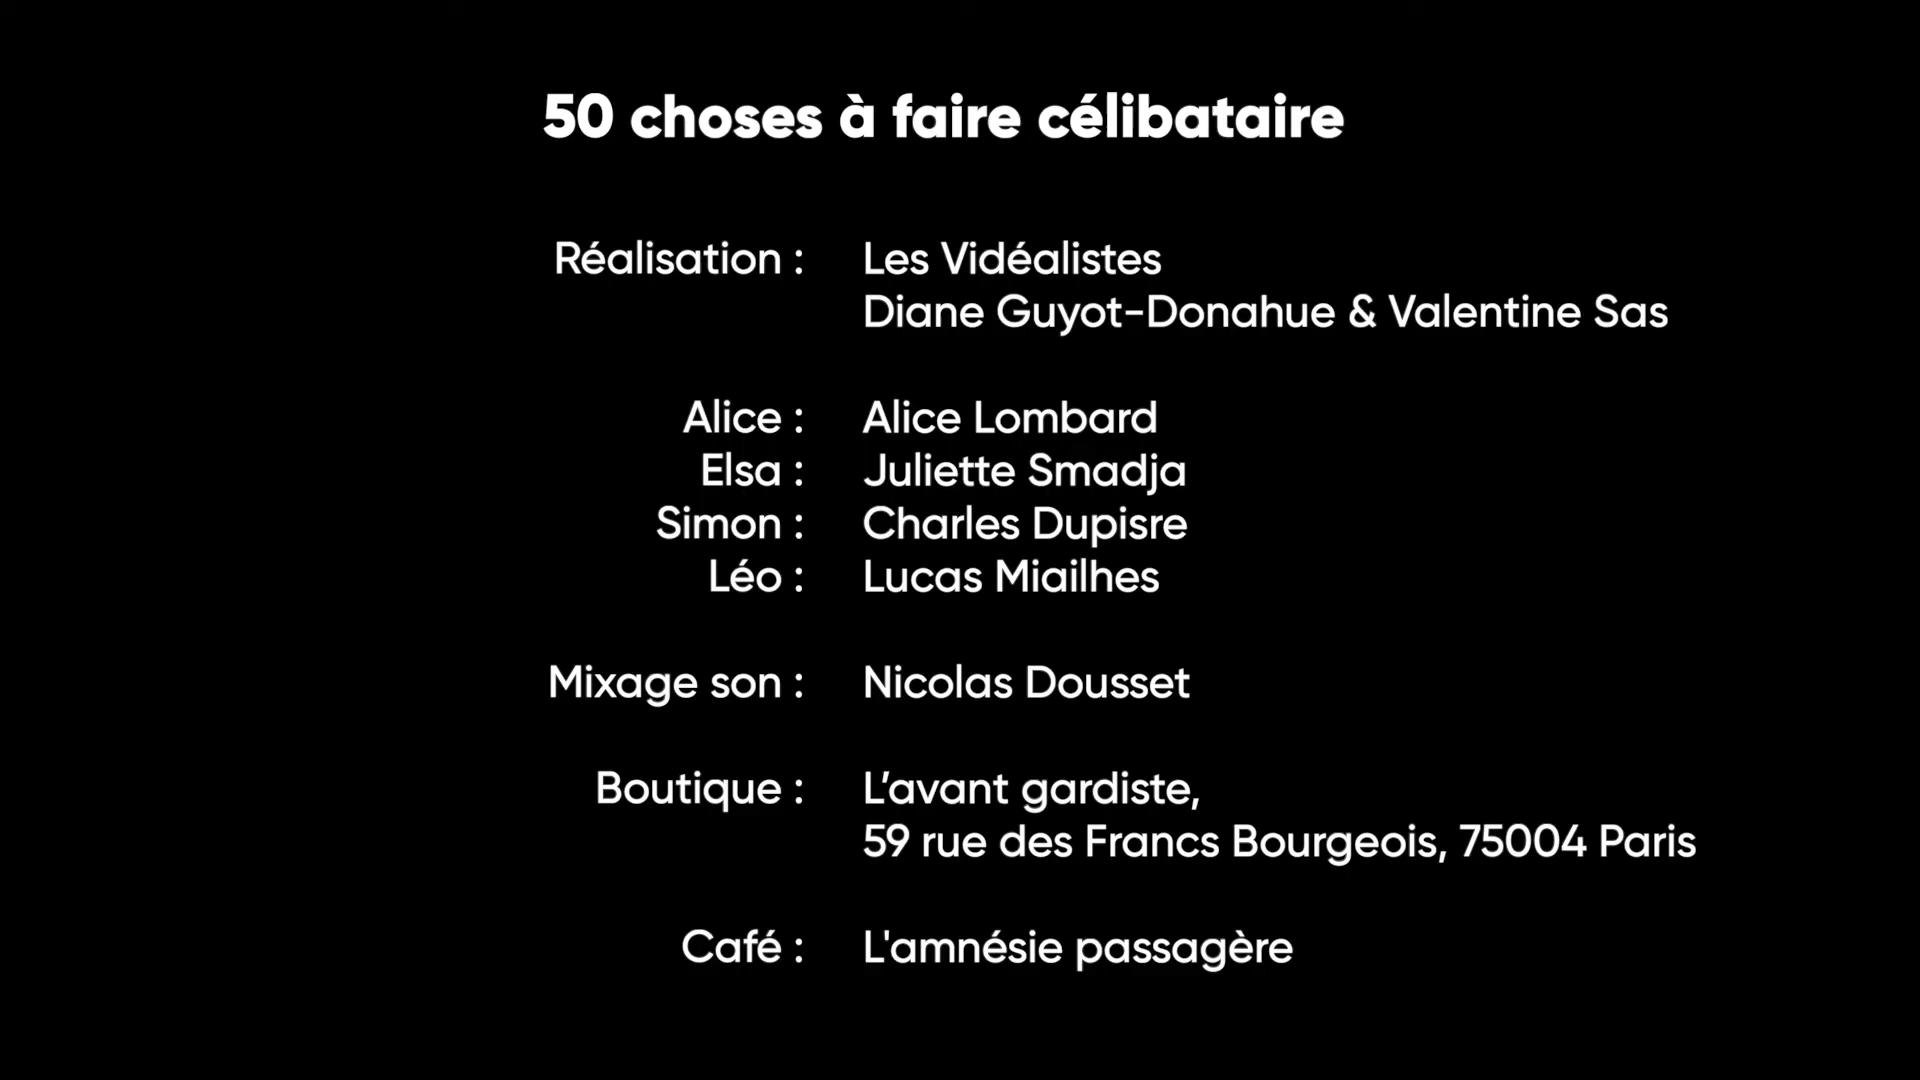 50 choses à faire célibataire
Réalisation : Les Vidéalistes
Diane Guyot-Donahue & Valentine Sas
Alice : Alice Lombard
Elsa : Juliette Smadja
Simon : Charles Dupisre
Léo : Lucas Miailhes
Mixage son : Nicolas Dousset
Boutique : L’avant gardiste,
59 rue des Francs Bourgeois, 75004 Paris
Café : L'amnésie passagère